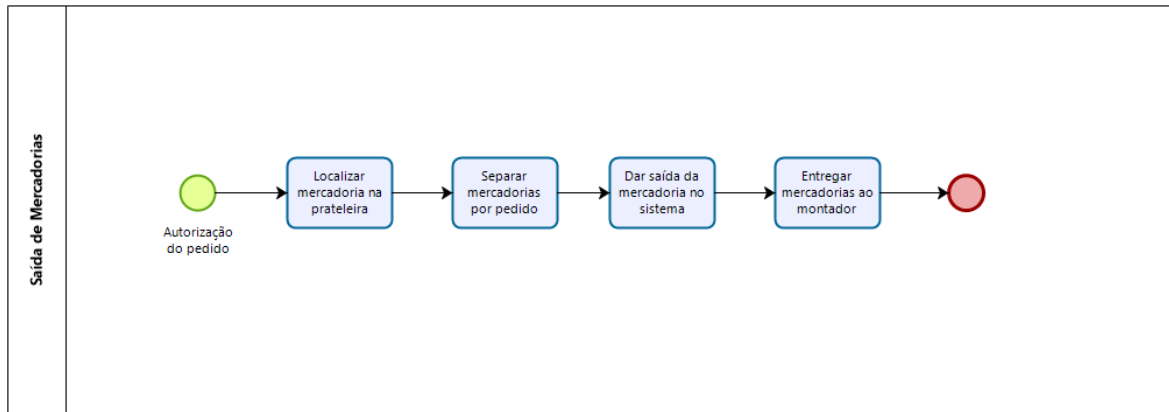 Saída de Mercadorias
Autorização
do pedido
Localizar
mercadoria na
prateleira
Separar
mercadorias
por pedido
Dar saída da
mercadoria no
sistema
Entregar
mercadorias ao
montador